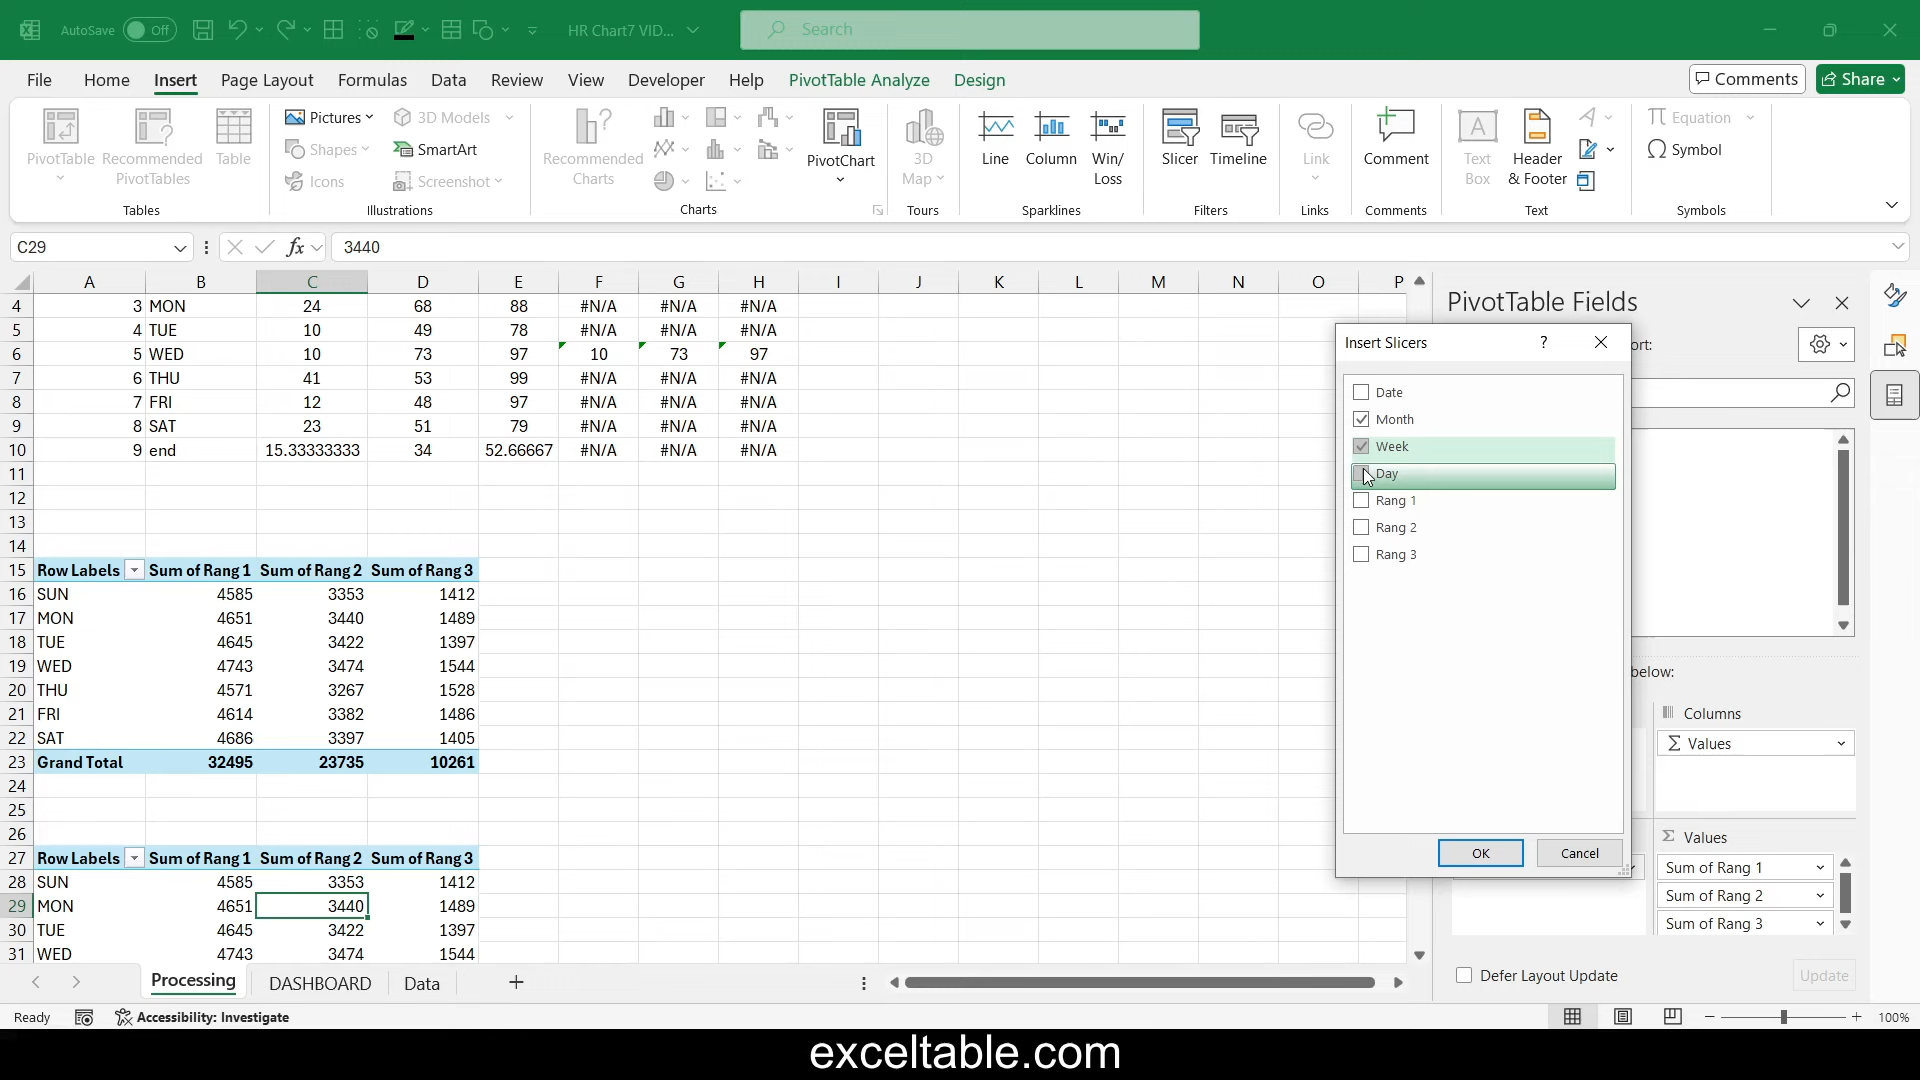 AutoSave Off HR Chart7 VID... Search
File Home Insert Page Layout Formulas Data Review View Developer Help PivotTable Analyze Design Comments Share
PivotTable Recommended PivotTables Table
Tables
Pictures 3D Models
Shapes SmartArt
Icons Screenshot
Illustrations
Recommended Charts PivotChart
Charts
3D Map
Tours
Line Column Win/Loss
Sparklines
Slicer Timeline
Filters
Link
Links
Comment
Comments
Text Box Header & Footer
Text
Equation
Symbol
Symbols
C29 fx 3440
A B C D E F G H I J K L M N O P
4 3 MON 24 68 88 #N/A #N/A #N/A
5 4 TUE 10 49 78 #N/A #N/A #N/A
6 5 WED 10 73 97 10 73 97
7 6 THU 41 53 99 #N/A #N/A #N/A
8 7 FRI 12 48 97 #N/A #N/A #N/A
9 8 SAT 23 51 79 #N/A #N/A #N/A
10 9 end 15.33333333 34 52.66667 #N/A #N/A #N/A
11
12
13
14
15 Row Labels Sum of Rang 1 Sum of Rang 2 Sum of Rang 3
16 SUN 4585 3353 1412
17 MON 4651 3440 1489
18 TUE 4645 3422 1397
19 WED 4743 3474 1544
20 THU 4571 3267 1528
21 FRI 4614 3382 1486
22 SAT 4686 3397 1405
23 Grand Total 32495 23735 10261
24
25
26
27 Row Labels Sum of Rang 1 Sum of Rang 2 Sum of Rang 3
28 SUN 4585 3353 1412
29 MON 4651 3440 1489
30 TUE 4645 3422 1397
31 WED 4743 3474 1544
PivotTable Fields
ort:
Insert Slicers ?
Date
Month
Week
Day
Rang 1
Rang 2
Rang 3
OK Cancel
below:
Columns
Σ Values
Σ Values
Sum of Rang 1
Sum of Rang 2
Sum of Rang 3
Defer Layout Update Update
Processing DASHBOARD Data
Ready Accessibility: Investigate 100%
exceltable.com